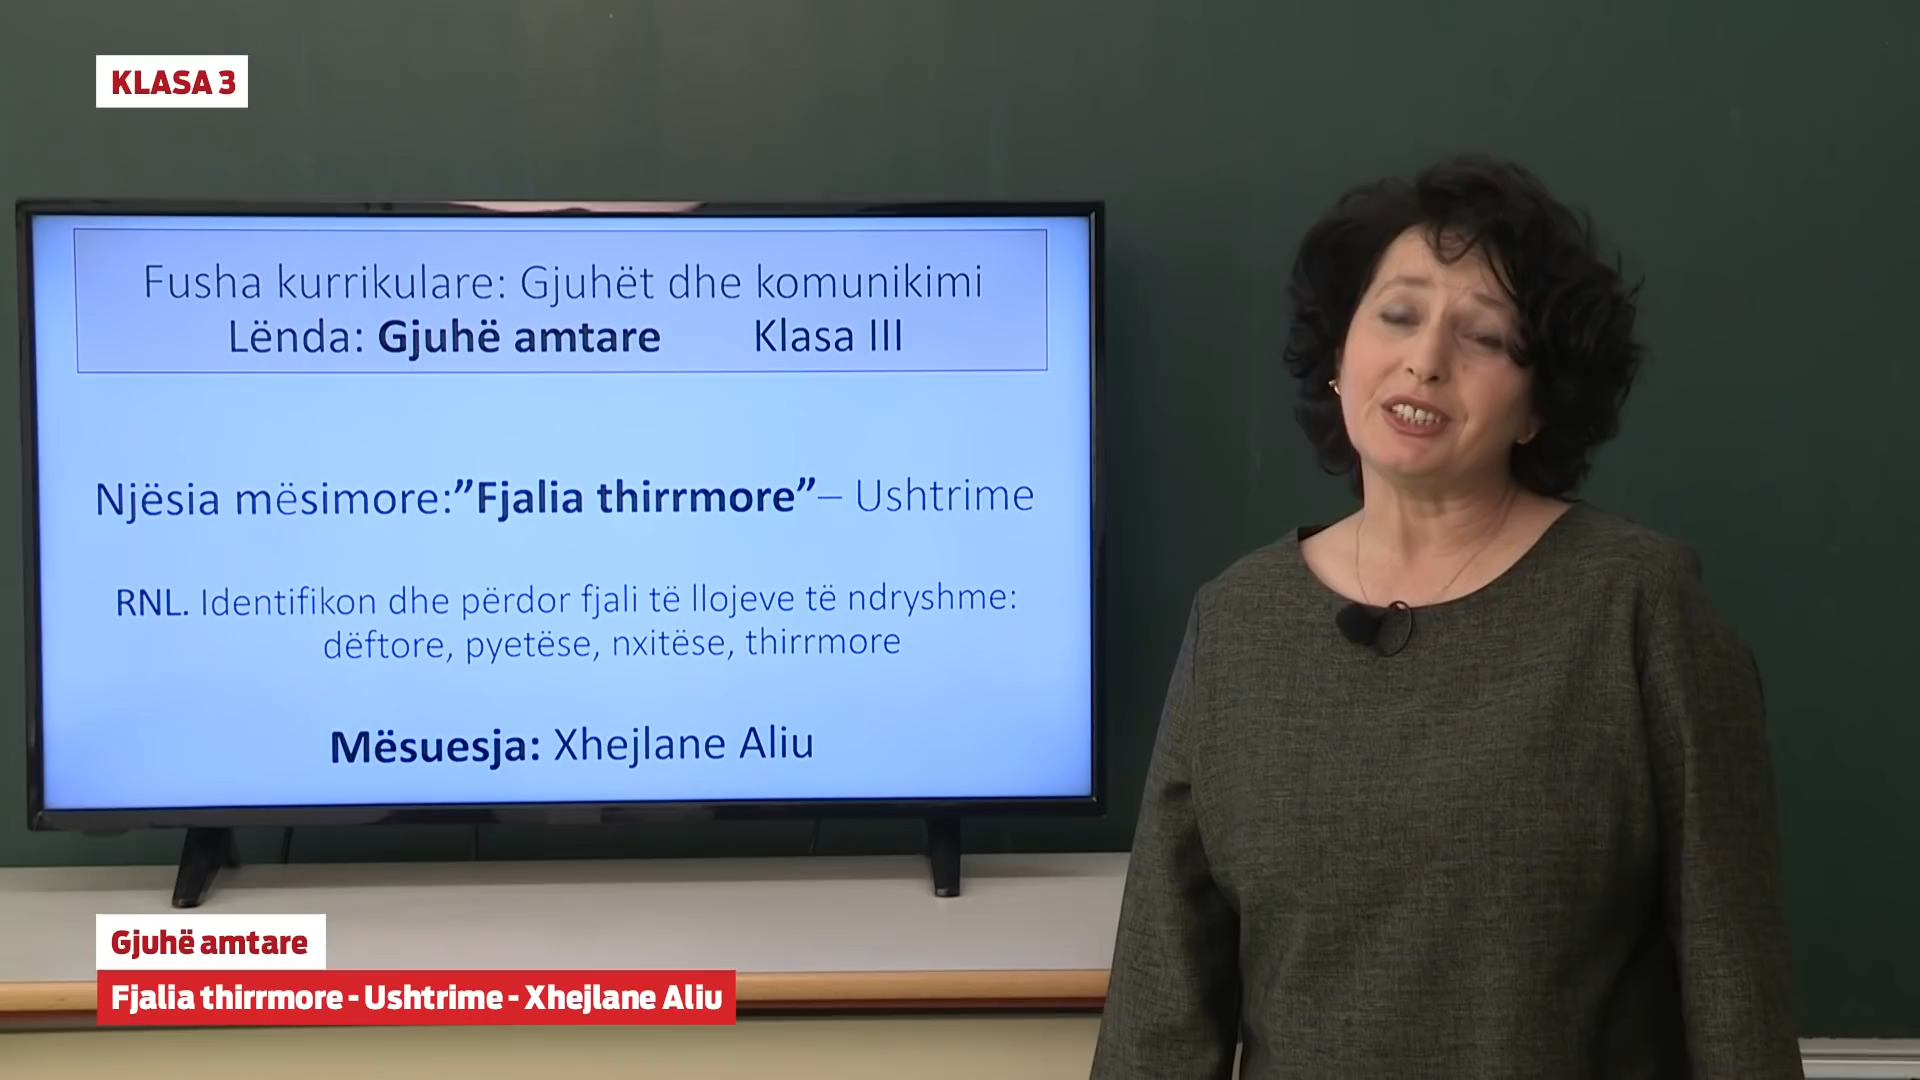 KLASA 3
Fusha kurrikulare: Gjuhët dhe komunikimi
Lënda: Gjuhë amtare Klasa III
Njësia mësimore:”Fjalia thirrmore”– Ushtrime
RNL. Identifikon dhe përdor fjali të llojeve të ndryshme:
dëftore, pyetëse, nxitëse, thirrmore
Mësuesja: Xhejlane Aliu
Gjuhë amtare
Fjalia thirrmore - Ushtrime - Xhejlane Aliu